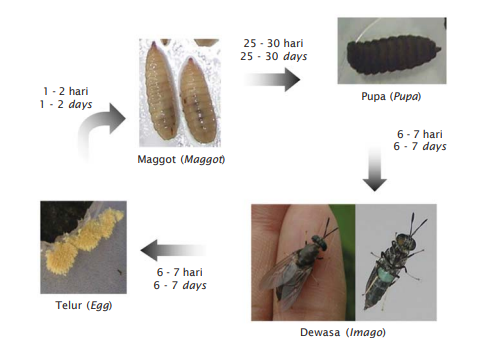 1 - 2 hari
1 - 2 days
Maggot (Maggot)
25 - 30 hari
25 - 30 days
Pupa (Pupa)
6 - 7 hari
6 - 7 days
Dewasa (Imago)
6 - 7 hari
6 - 7 days
Telur (Egg)